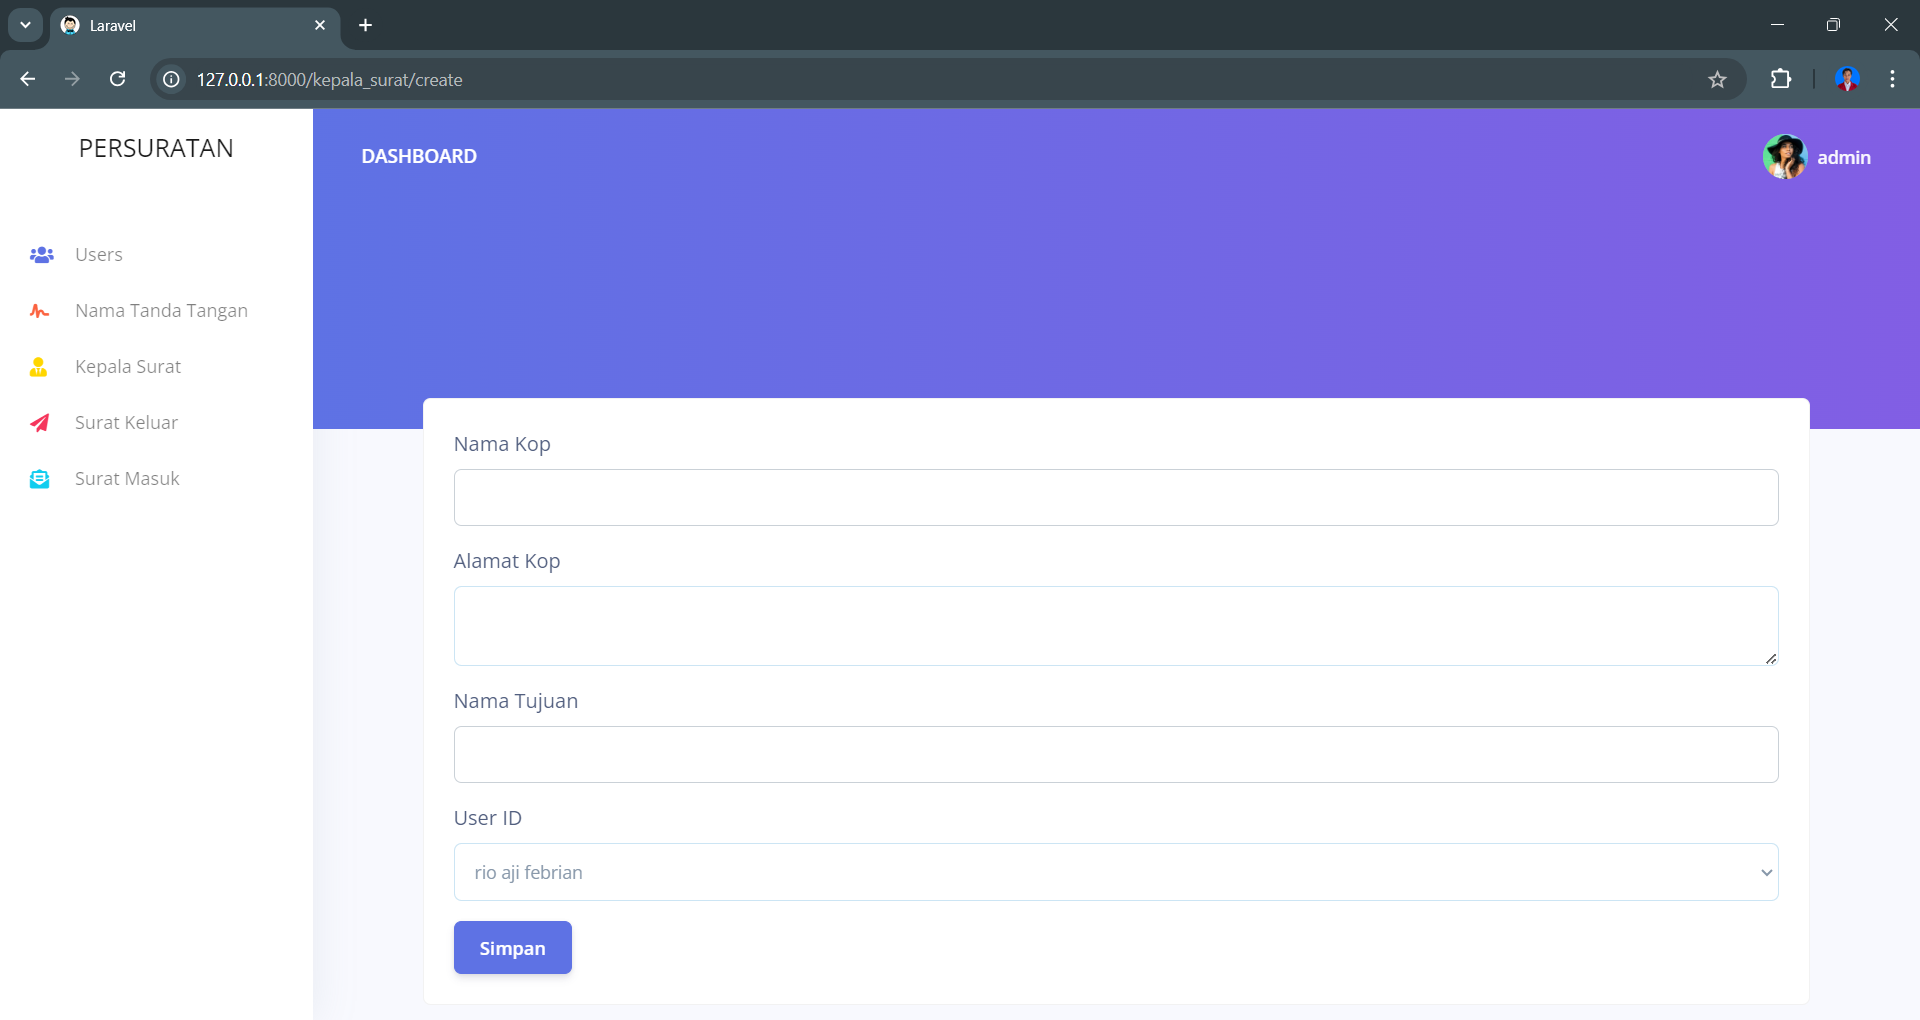 Laravel
127.0.0.1:8000/kepala_surat/create
PERSURATAN
DASHBOARD
admin
Users
Nama Tanda Tangan
Kepala Surat
Surat Keluar
Surat Masuk
Nama Kop
Alamat Kop
Nama Tujuan
User ID
rio aji febrian
Simpan